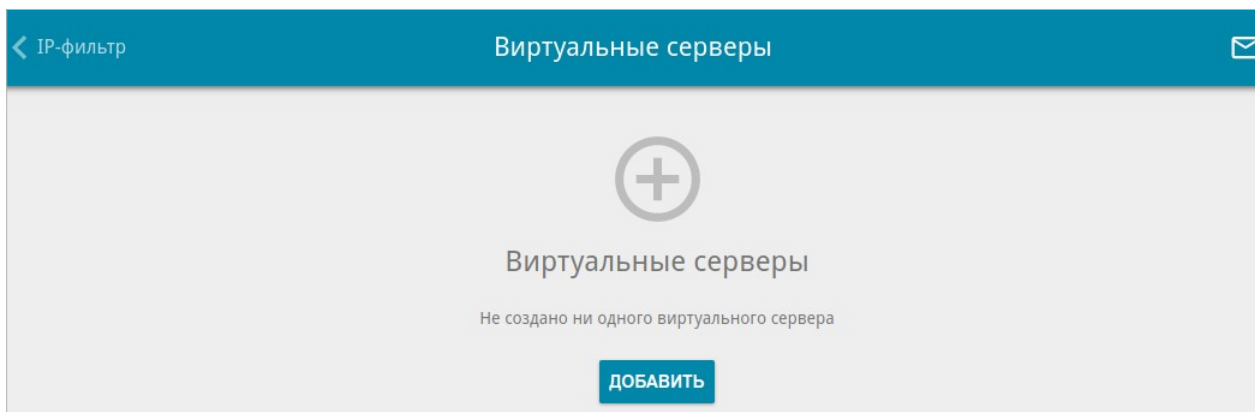 IP-фильтр
Виртуальные серверы
Виртуальные серверы
Не создано ни одного виртуального сервера
ДОБАВИТЬ